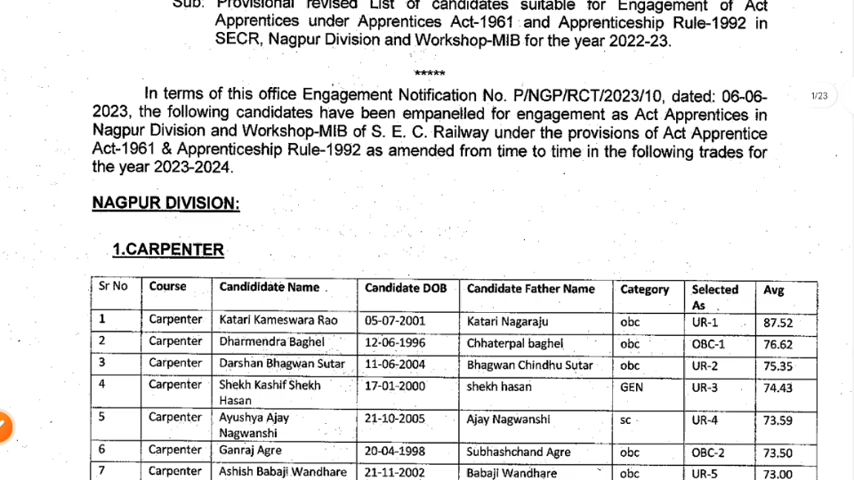 Sub: Provisional revised List of candidates suitable for Engagement of Act
Apprentices under Apprentices Act-1961 and Apprenticeship Rule-1992 in
SECR, Nagpur Division and Workshop-MIB for the year 2022-23.
*****
In terms of this office Engagement Notification No. P/NGP/RCT/2023/10, dated: 06-06-
2023, the following candidates have been empanelled for engagement as Act Apprentices in
Nagpur Division and Workshop-MIB of S. E. C. Railway under the provisions of Act Apprentice
Act-1961 & Apprenticeship Rule-1992 as amended from time to time in the following trades for
the year 2023-2024.
1/23
NAGPUR DIVISION:
1.CARPENTER
Sr No Course Candididate Name Candidate DOB Candidate Father Name Category Selected As Avg
1 Carpenter Katari Kameswara Rao 05-07-2001 Katari Nagaraju obc UR-1 87.52
2 Carpenter Dharmendra Baghel 12-06-1996 Chhaterpal baghel obc OBC-1 76.62
3 Carpenter Darshan Bhagwan Sutar 11-06-2004 Bhagwan Chindhu Sutar obc UR-2 75.35
4 Carpenter Shekh Kashif Shekh Hasan 17-01-2000 shekh hasan GEN UR-3 74.43
5 Carpenter Ayushya Ajay Nagwanshi 21-10-2005 Ajay Nagwanshi sc UR-4 73.59
6 Carpenter Ganraj Agre 20-04-1998 Subhashchand Agre obc OBC-2 73.50
7 Carpenter Ashish Babaji Wandhare 21-11-2002 Babaji Wandhare obc UR-5 73.00